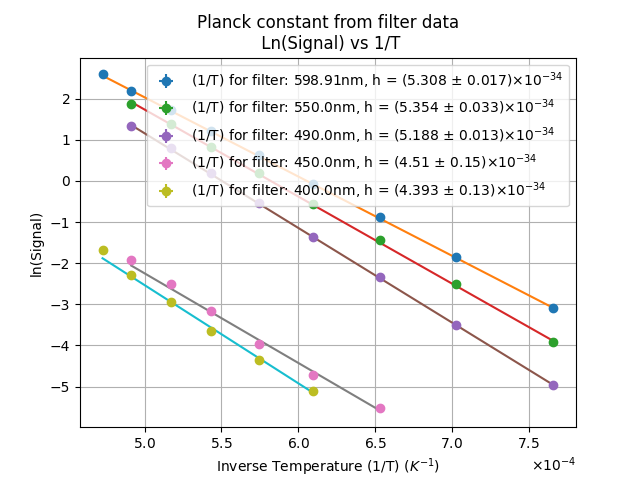 Planck constant from filter data
Ln(Signal) vs 1/T
(1/T) for filter: 598.91nm, h = (5.308 ± 0.017)×10⁻³⁴
(1/T) for filter: 550.0nm, h = (5.354 ± 0.033)×10⁻³⁴
(1/T) for filter: 490.0nm, h = (5.188 ± 0.013)×10⁻³⁴
(1/T) for filter: 450.0nm, h = (4.51 ± 0.15)×10⁻³⁴
(1/T) for filter: 400.0nm, h = (4.393 ± 0.13)×10⁻³⁴
ln(Signal)
2
1
0
−1
−2
−3
−4
−5
5.0 5.5 6.0 6.5 7.0 7.5
Inverse Temperature (1/T) (K⁻¹) ×10⁻⁴